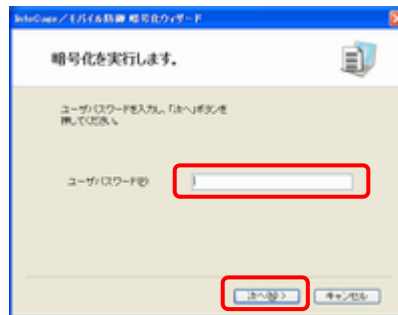 InfoCage/モバイル防御 暗号化ウィザード
暗号化を実行します。
ユーザパスワードを入力し、「次へ」ボタンを
押してください。
ユーザパスワード(P)
次へ(N) >
キャンセル